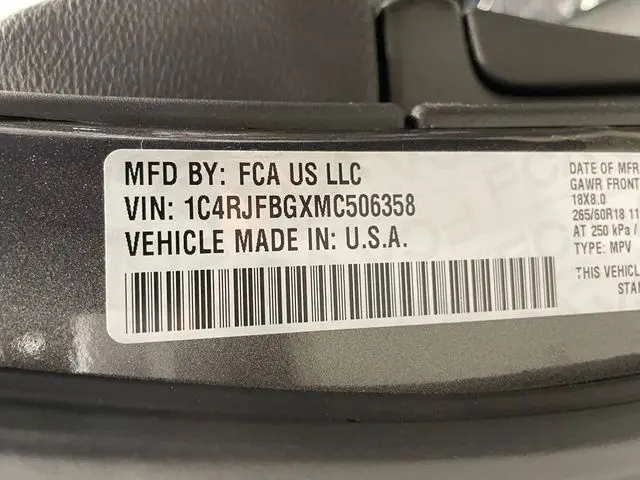 MFD BY: FCA US LLC
VIN: 1C4RJFBGXMC506358
VEHICLE MADE IN: U.S.A.
DATE OF MFR
GAWR FRONT
18X8.0
265/60R18 11
AT 250 kPa /
TYPE: MPV
THIS VEHICL
STAN